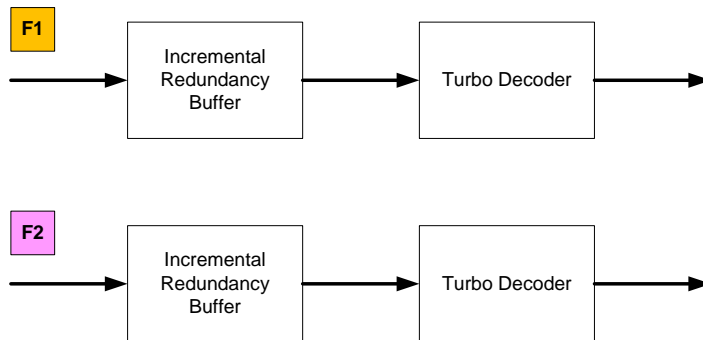 F1
Incremental
Redundancy
Buffer
Turbo Decoder
F2
Incremental
Redundancy
Buffer
Turbo Decoder